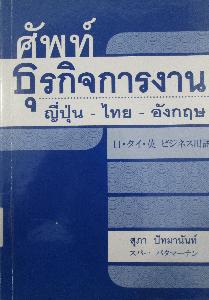 ศัพท์
ธุรกิจการงาน
ญี่ปุ่น - ไทย - อังกฤษ
日・タイ・英 ビジネス用語
สุภา ปัทมานันท์
スパー パタマーナン